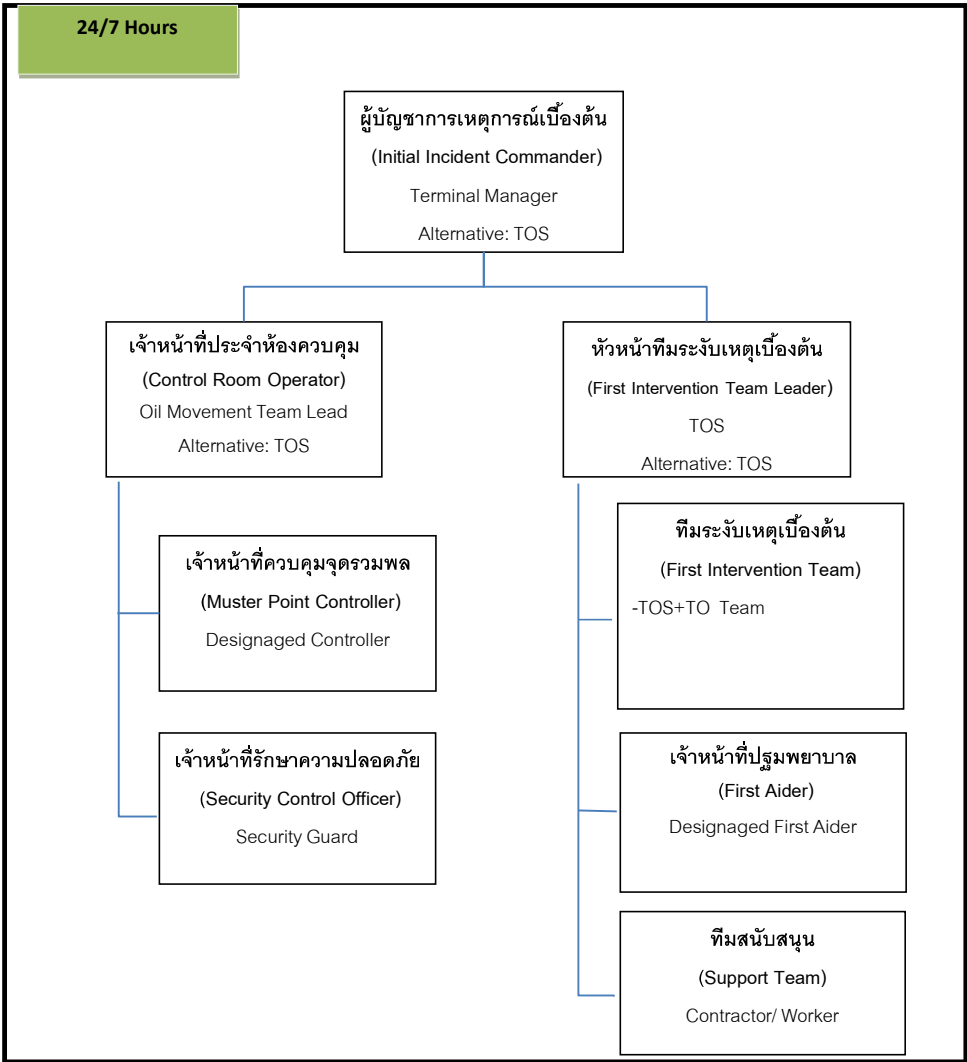 24/7 Hours
ผู้บัญชาการเหตุการณ์เบื้องต้น
(Initial Incident Commander)
Terminal Manager
Alternative: TOS
เจ้าหน้าที่ประจำห้องควบคุม
(Control Room Operator)
Oil Movement Team Lead
Alternative: TOS
หัวหน้าทีมระงับเหตุเบื้องต้น
(First Intervention Team Leader)
TOS
Alternative: TOS
เจ้าหน้าที่ควบคุมจุดรวมพล
(Muster Point Controller)
Designaged Controller
เจ้าหน้าที่รักษาความปลอดภัย
(Security Control Officer)
Security Guard
ทีมระงับเหตุเบื้องต้น
(First Intervention Team)
-TOS+TO Team
เจ้าหน้าที่ปฐมพยาบาล
(First Aider)
Designaged First Aider
ทีมสนับสนุน
(Support Team)
Contractor/ Worker